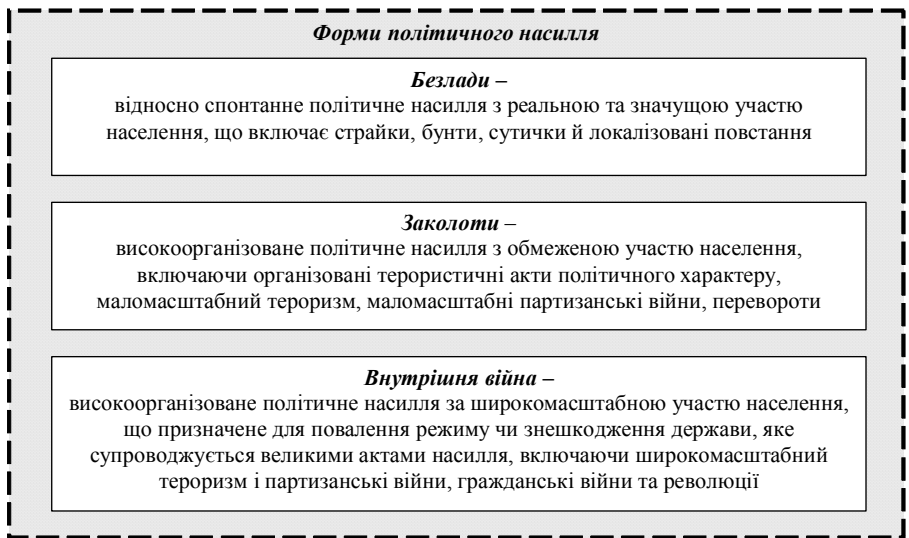 Форми політичного насилля
Безлади –
відносно спонтанне політичне насилля з реальною та значущою участю
населення, що включає страйки, бунти, сутички й локалізовані повстання
Заколоти –
високоорганізоване політичне насилля з обмеженою участю населення,
включаючи організовані терористичні акти політичного характеру,
маломасштабний тероризм, маломасштабні партизанські війни, перевороти
Внутрішня війна –
високоорганізоване політичне насилля за широкомасштабною участю населення,
що призначене для повалення режиму чи знешкодження держави, яке
супроводжується великими актами насилля, включаючи широкомасштабний
тероризм і партизанські війни, гражданські війни та революції